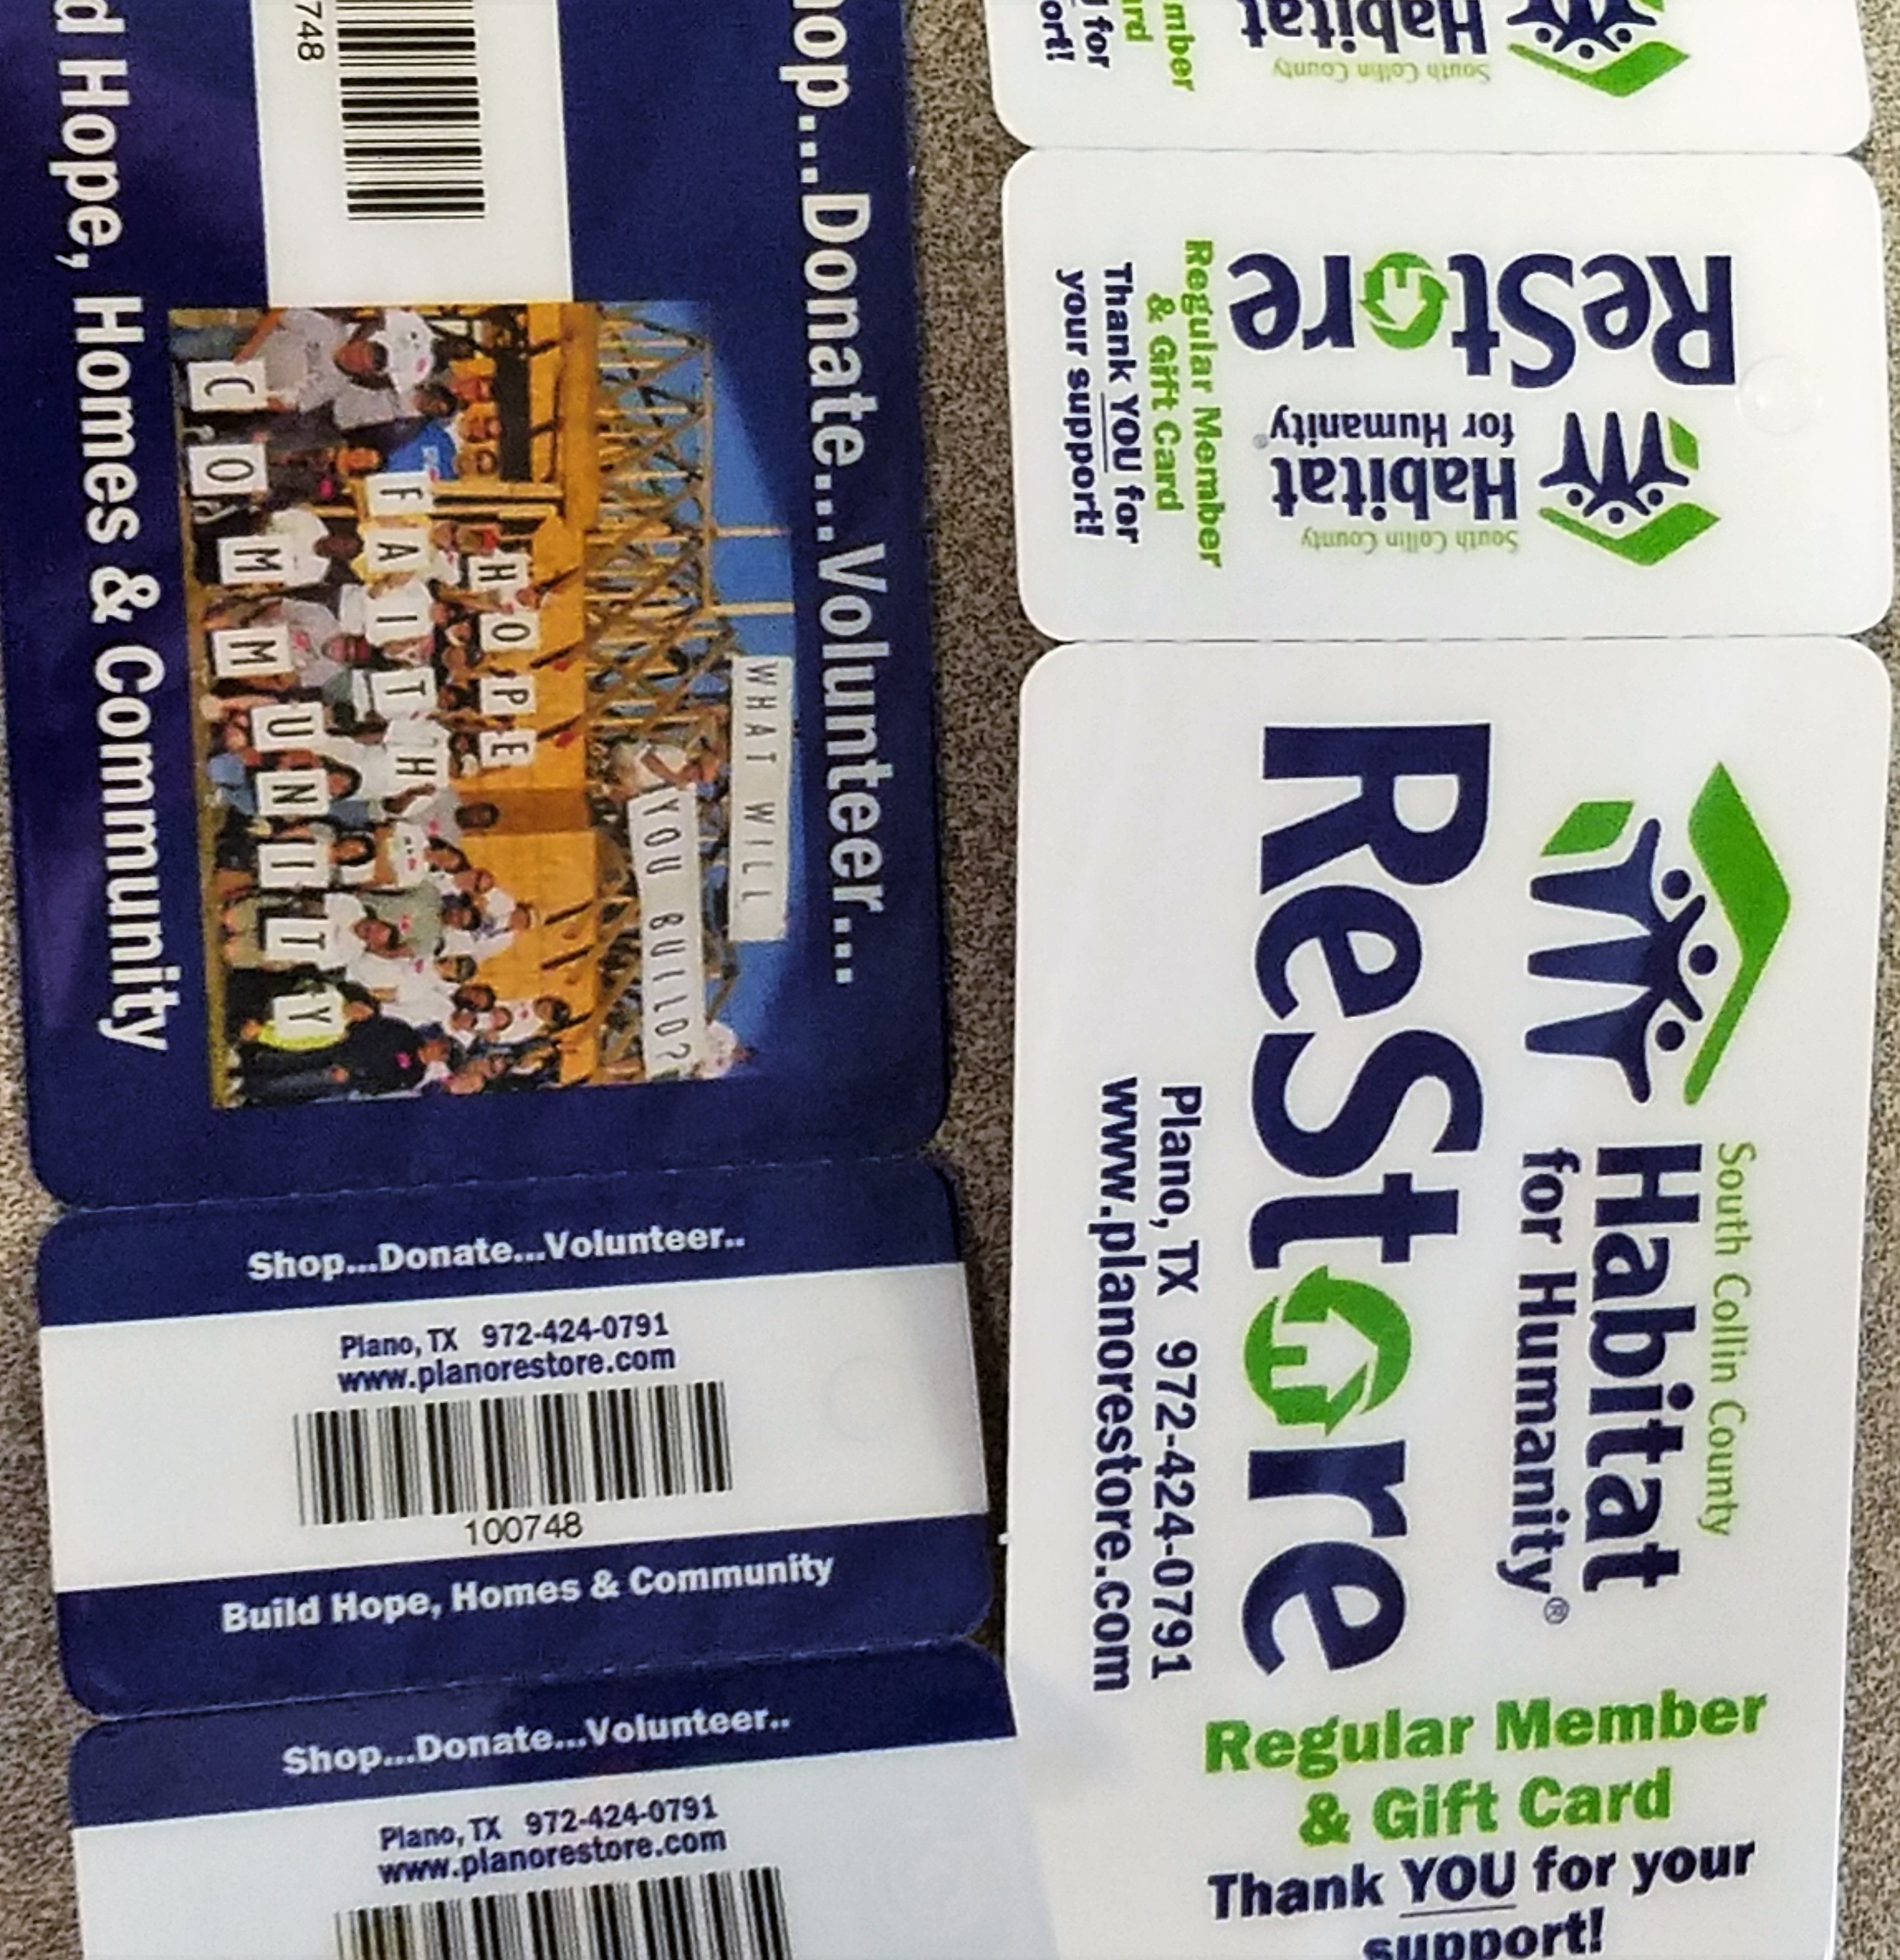 Shop...Donate...Volunteer...
748
WHAT WILL
YOU BUILD?
HOPE
FAITH
COMMUNITY
Hope, Homes & Community
Shop...Donate...Volunteer..
Plano, TX 972-424-0791
www.planorestore.com
100748
Build Hope, Homes & Community
Shop...Donate...Volunteer..
Plano, TX 972-424-0791
www.planorestore.com
South Collin County
Habitat
mber
rd
for
ort!
South Collin County
Habitat
for Humanity
ReStore
Regular Member
& Gift Card
Thank YOU for
your support!
South Collin County
Habitat
for Humanity®
ReStore
Plano, TX 972-424-0791
www.planorestore.com
Regular Member
& Gift Card
Thank YOU for your
support!